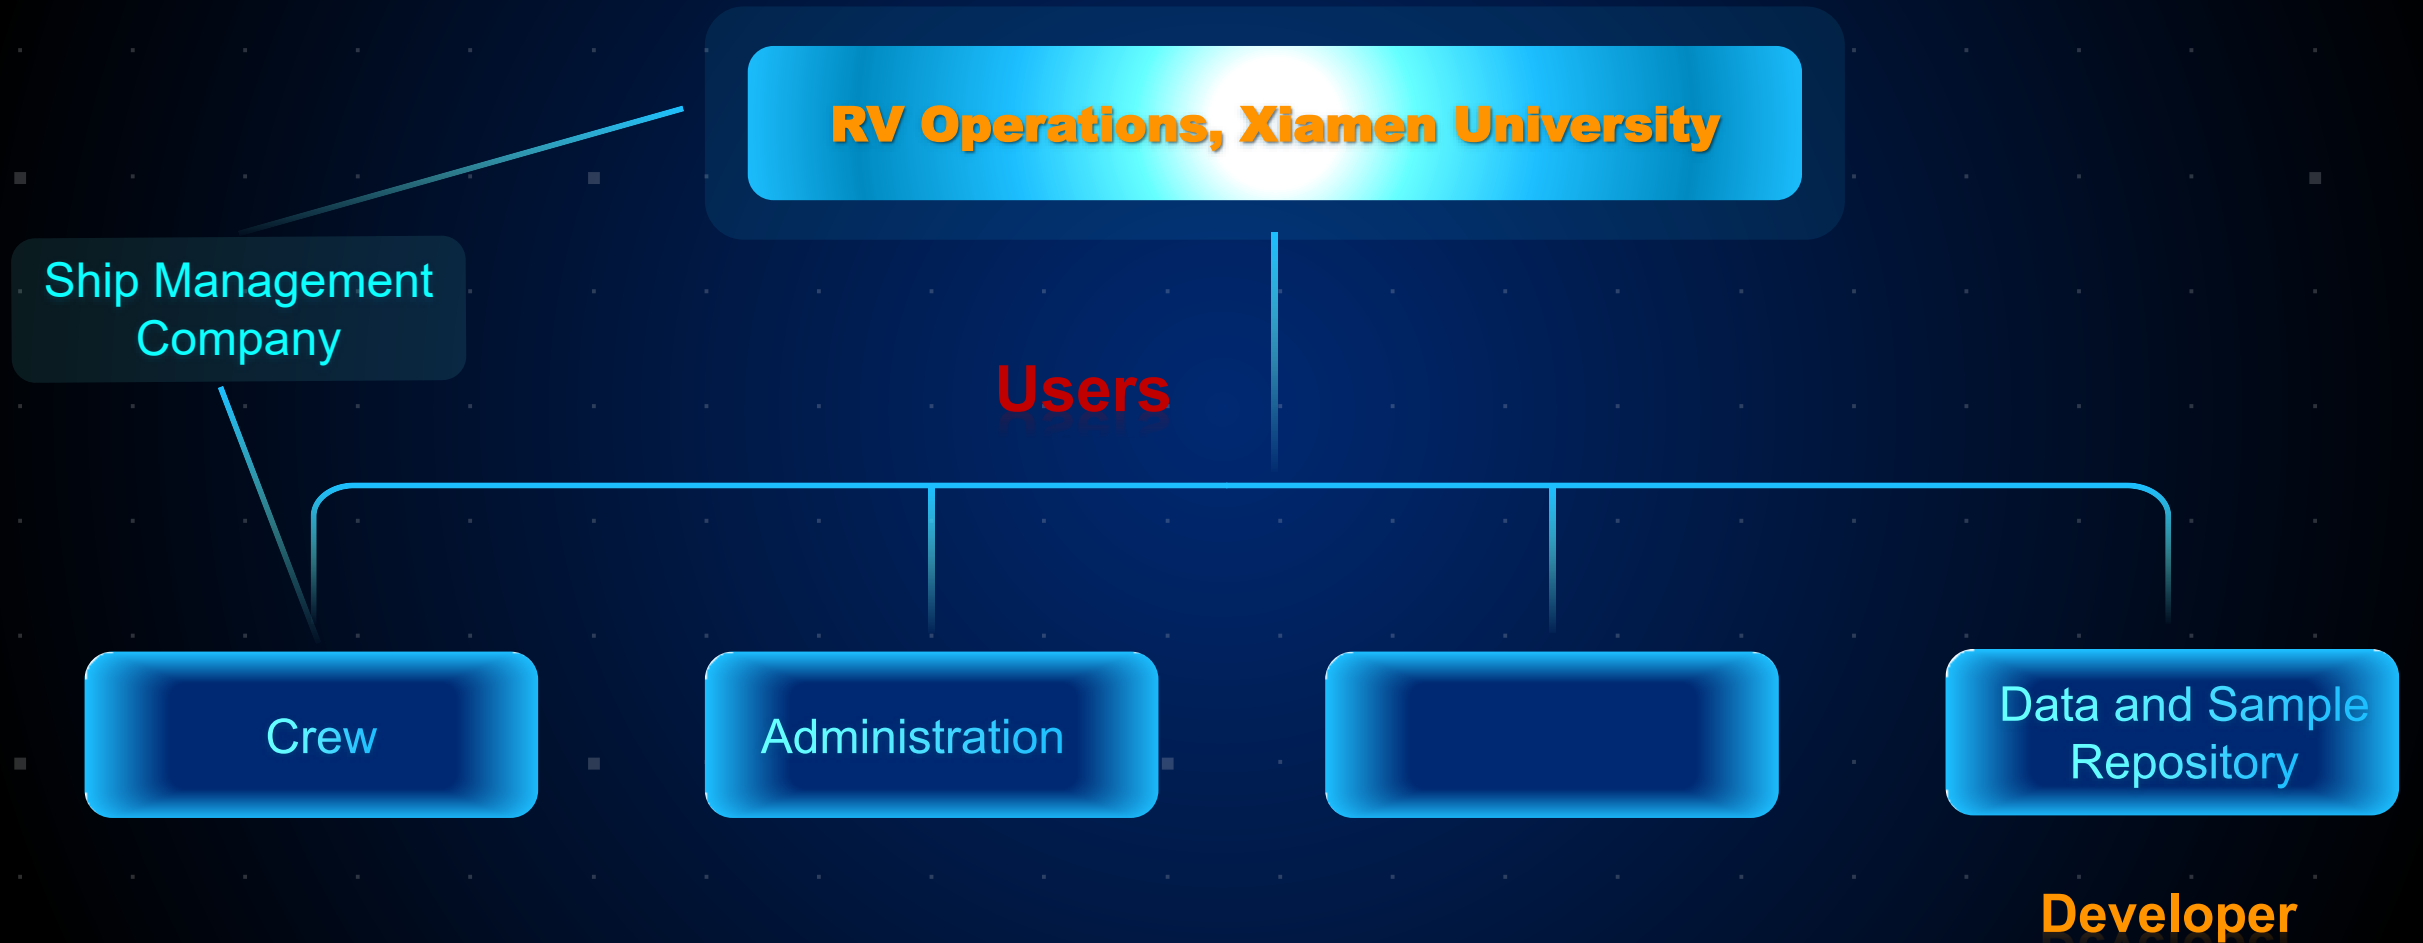 RV Operations, Xiamen University
Ship Management
Company
Users
Crew
Administration
Data and Sample
Repository
Developer